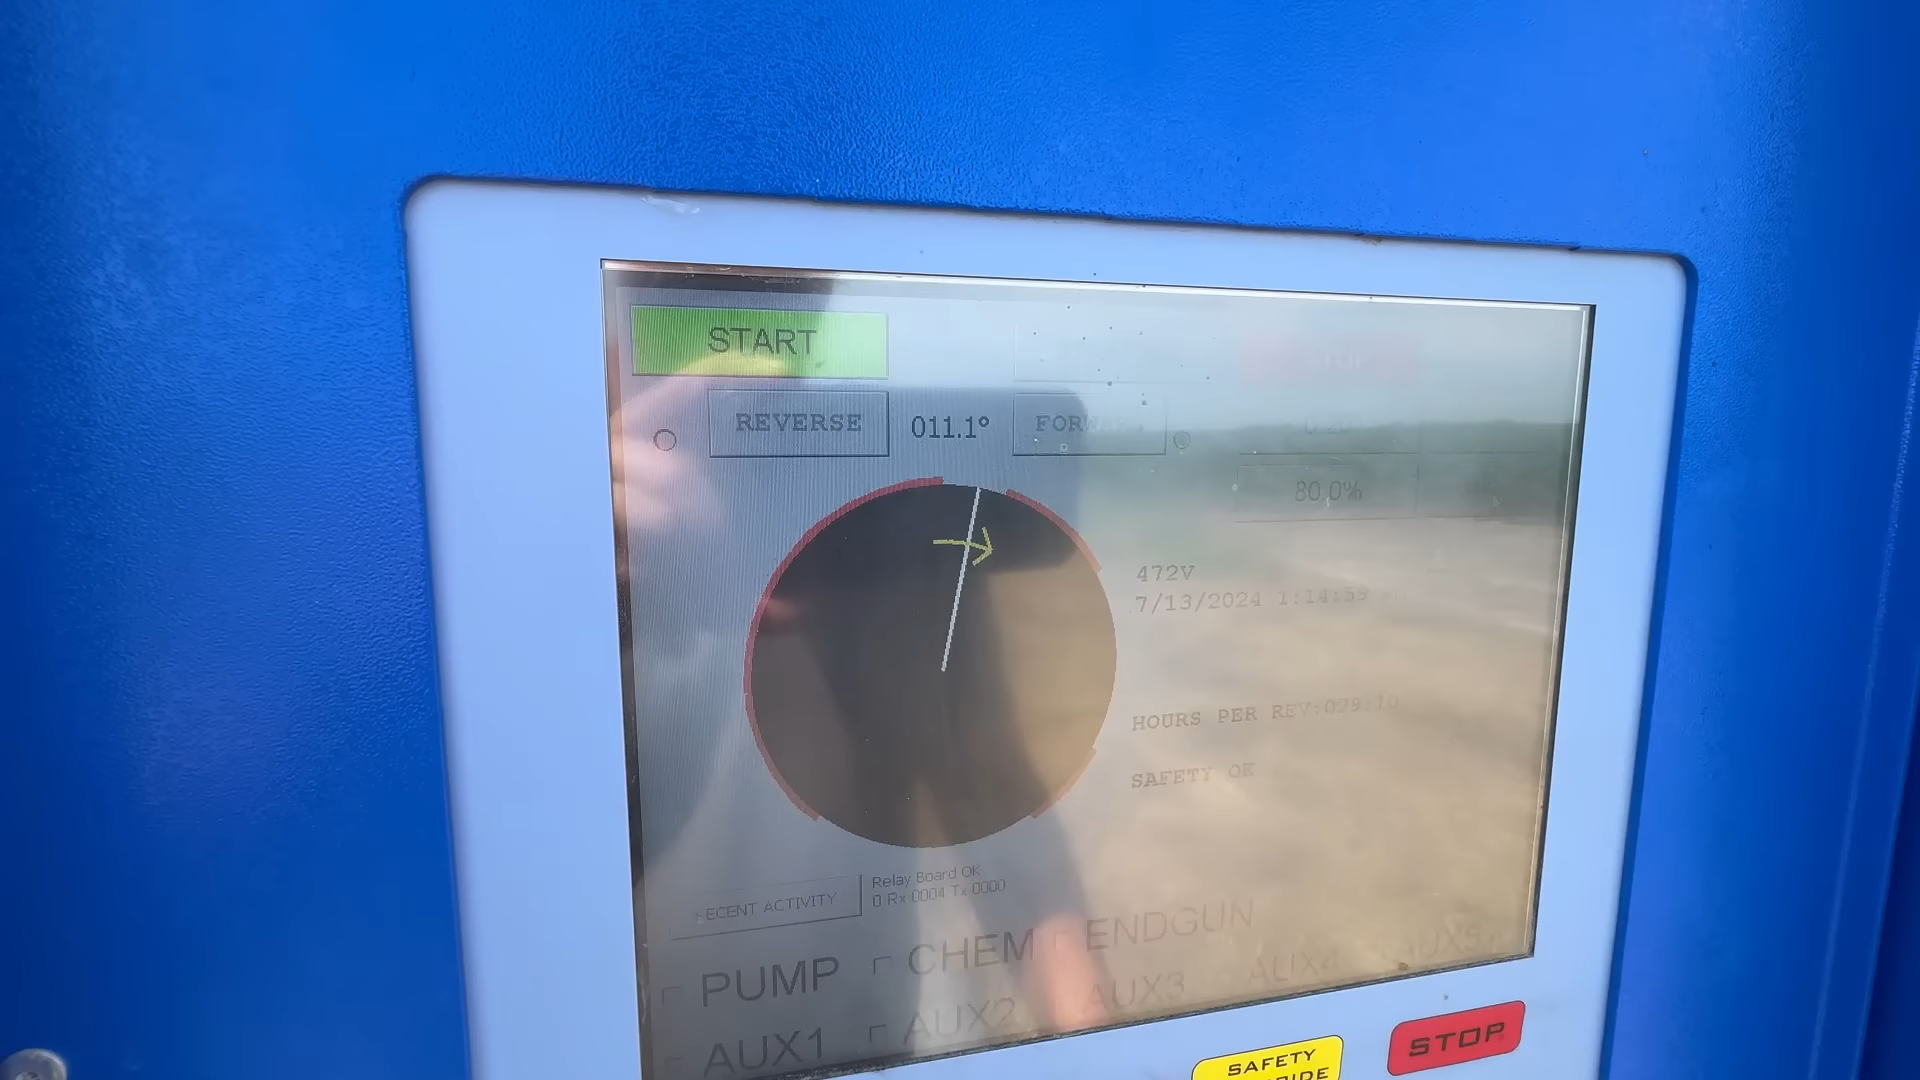 START
REVERSE 011.1°
80.0%
472V
7/13/2024 1:14:59
HOURS PER REV:029:10
SAFETY OK
Relay Board OK
RECENT ACTIVITY 0 Rx 0004 Tx 0000
PUMP CHEM ENDGUN
AUX1 AUX2 AUX3 AUX4 AUX5
SAFETY STOP